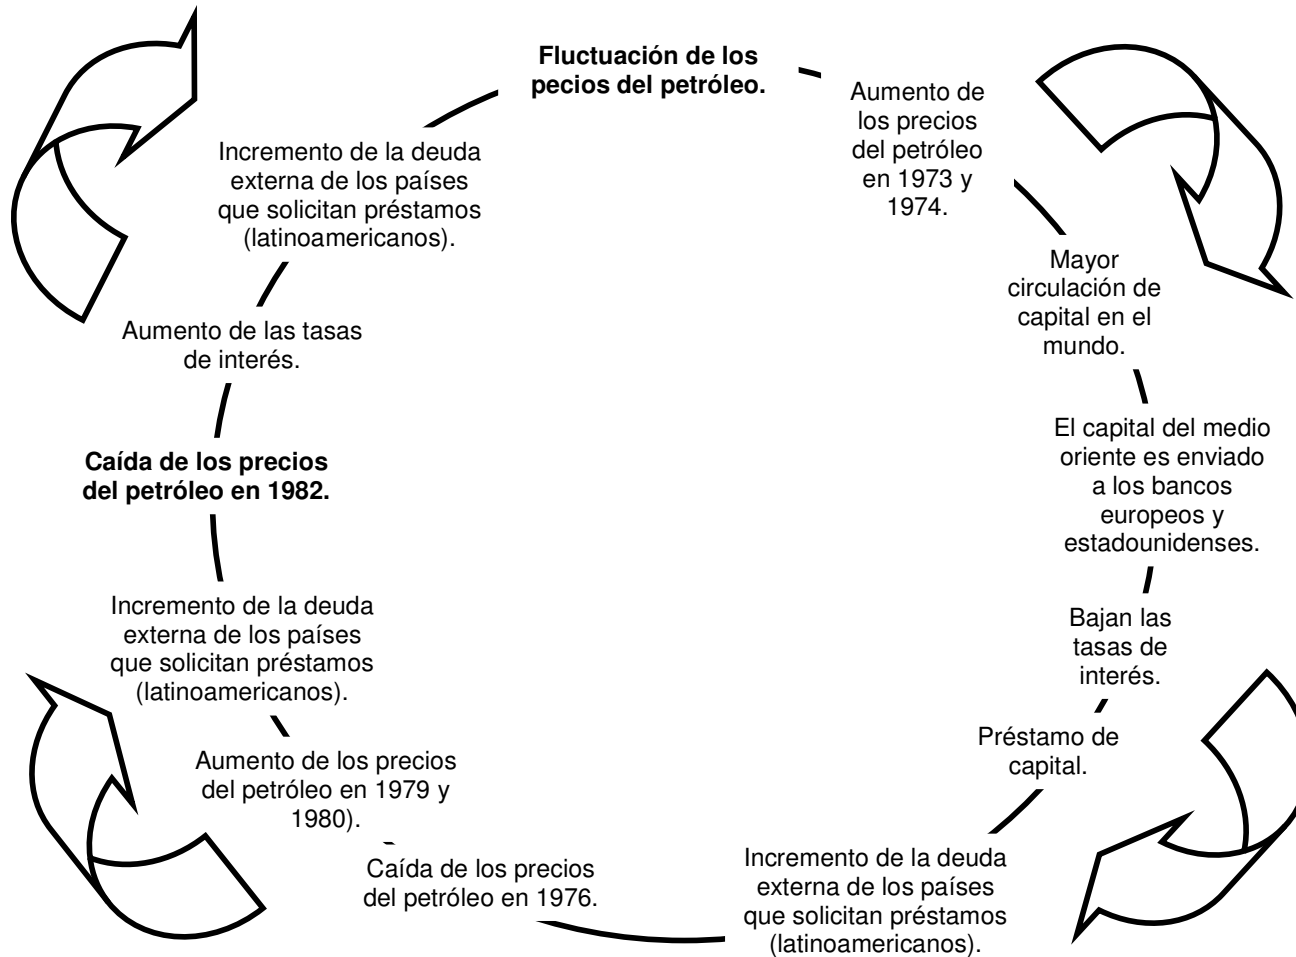 Fluctuación de los
pecios del petróleo.
Aumento de
los precios
del petróleo
en 1973 y
1974.
Mayor
circulación de
capital en el
mundo.
El capital del medio
oriente es enviado
a los bancos
europeos y
estadounidenses.
Bajan las
tasas de
interés.
Préstamo de
capital.
Incremento de la deuda
externa de los países
que solicitan préstamos
(latinoamericanos).
Caída de los precios
del petróleo en 1976.
Aumento de los precios
del petróleo en 1979 y
1980).
Incremento de la deuda
externa de los países
que solicitan préstamos
(latinoamericanos).
Caída de los precios
del petróleo en 1982.
Aumento de las tasas
de interés.
Incremento de la deuda
externa de los países
que solicitan préstamos
(latinoamericanos).